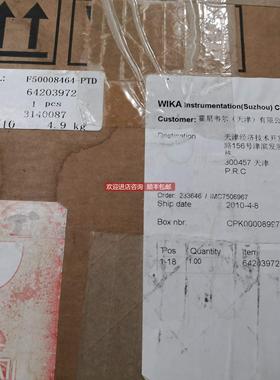 L: F50008464-PTD
64203972
1 pcs
3140087
4.9 kg
WIKA Instrumentation(Suzhou) C
Customer: 霍尼韦尔（天津）有限公
Destination 天津经济技术开
路156号津滨发展
300457 天津
P.R.C
Order: 233646 / IMC7506967
Ship date 2010-4-8
Box nbr. CPK00008997
Pos Quantity Item
1-18 1.00 64203972
欢迎进店咨询 顺丰包邮